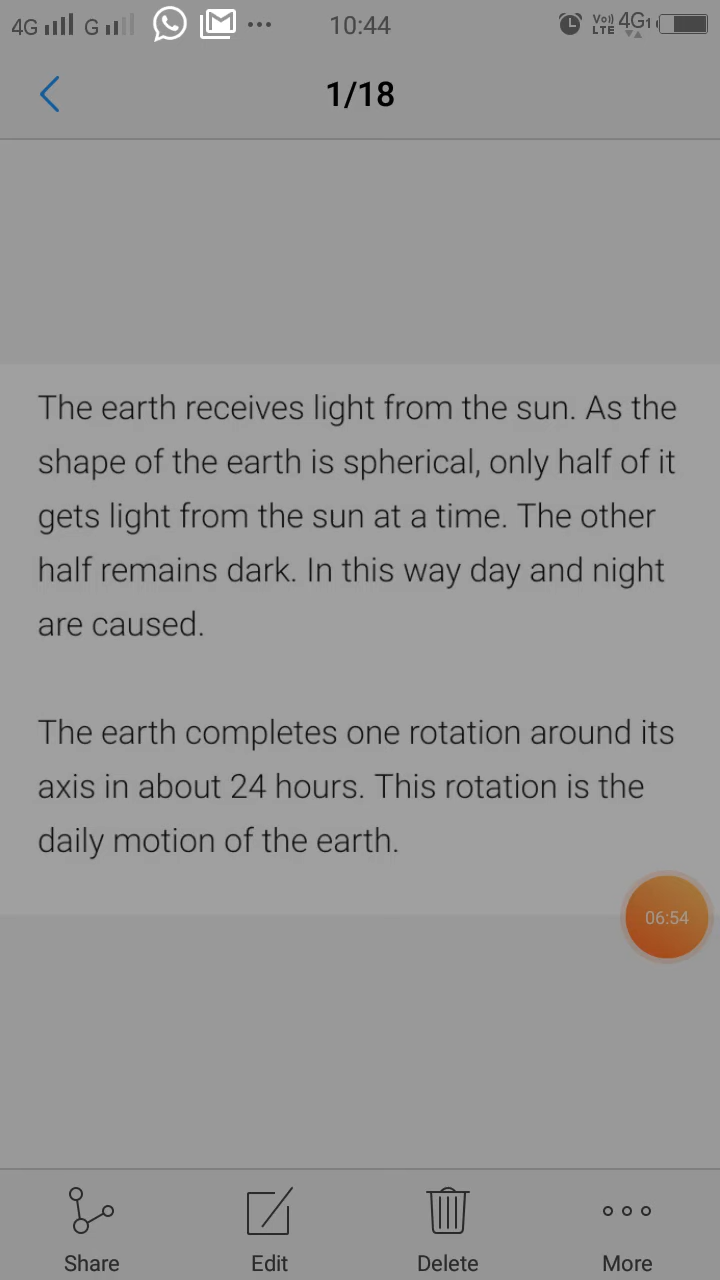 4G G 10:44 Vo)) LTE 4G1
1/18
The earth receives light from the sun. As the
shape of the earth is spherical, only half of it
gets light from the sun at a time. The other
half remains dark. In this way day and night
are caused.
The earth completes one rotation around its
axis in about 24 hours. This rotation is the
daily motion of the earth.
06:54
Share Edit Delete More